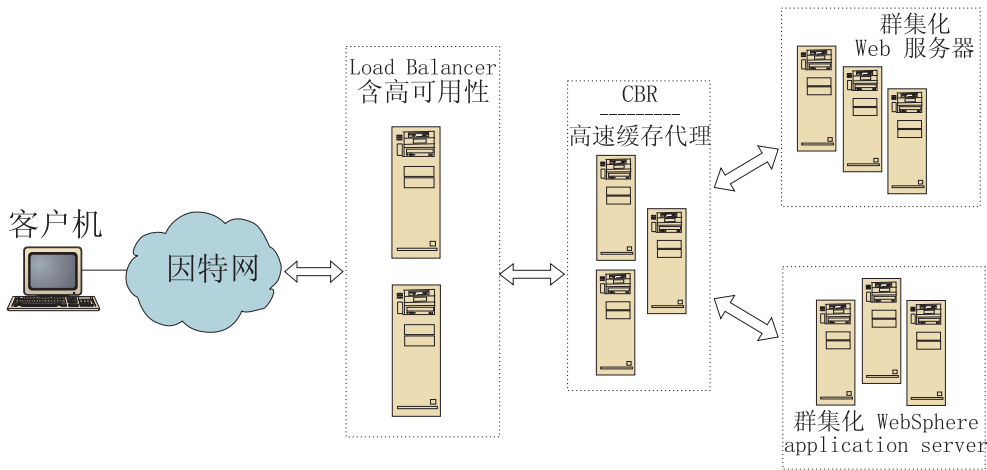 客户机
因特网
Load Balancer
含高可用性
CBR
---------
高速缓存代理
群集化
Web 服务器
群集化 WebSphere
application server